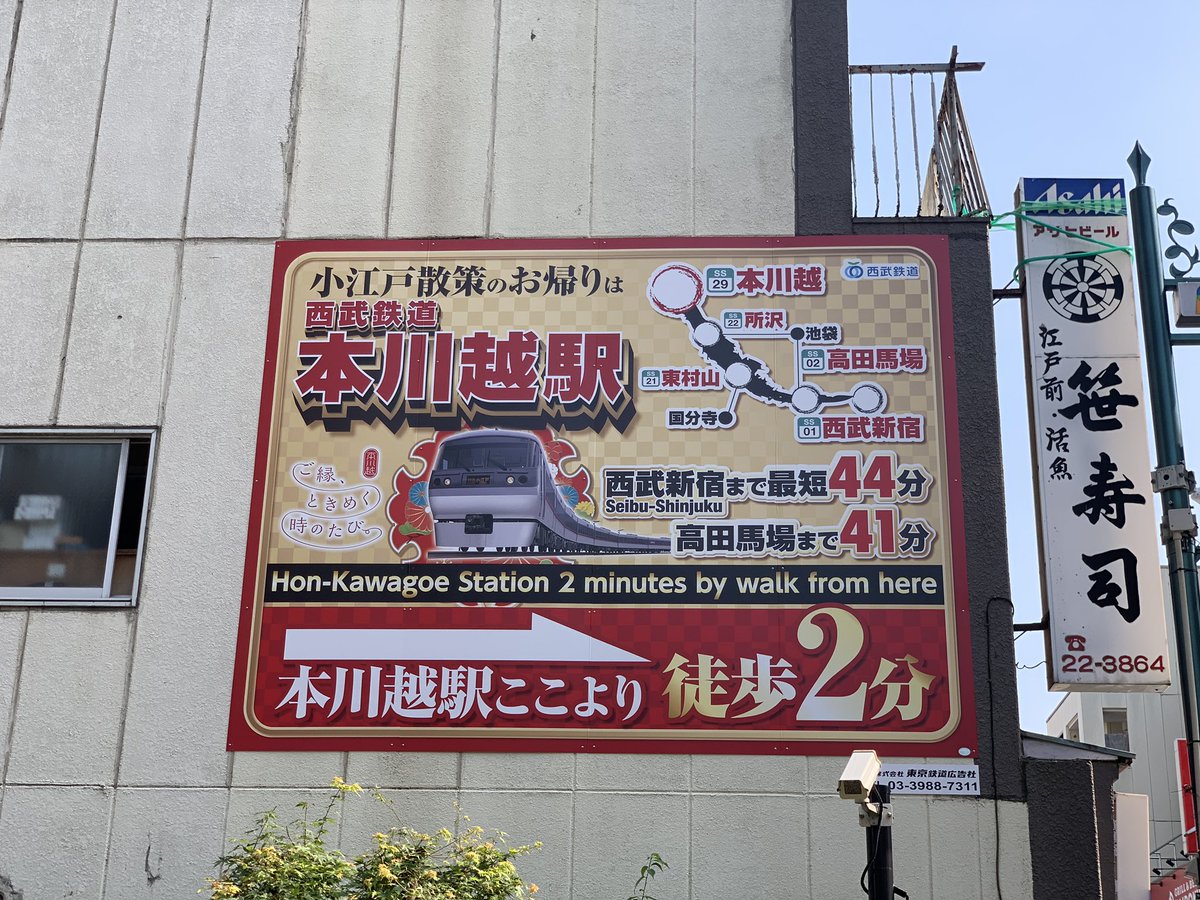 小江戸散策のお帰りは
西武鉄道
本川越駅
SS 29 本川越
西武鉄道
SS 22 所沢
池袋
SS 02 高田馬場
SS 21 東村山
国分寺
SS 01 西武新宿
本川越
ご縁、
ときめく
時のたび。
西武新宿まで最短44分
Seibu-Shinjuku
高田馬場まで41分
Hon-Kawagoe Station 2 minutes by walk from here
本川越駅ここより 徒歩2分
株式会社 東京鉄道広告社
03-3988-7311
Asahi
アサヒビール
江戸前・活魚
笹寿司
22-3864